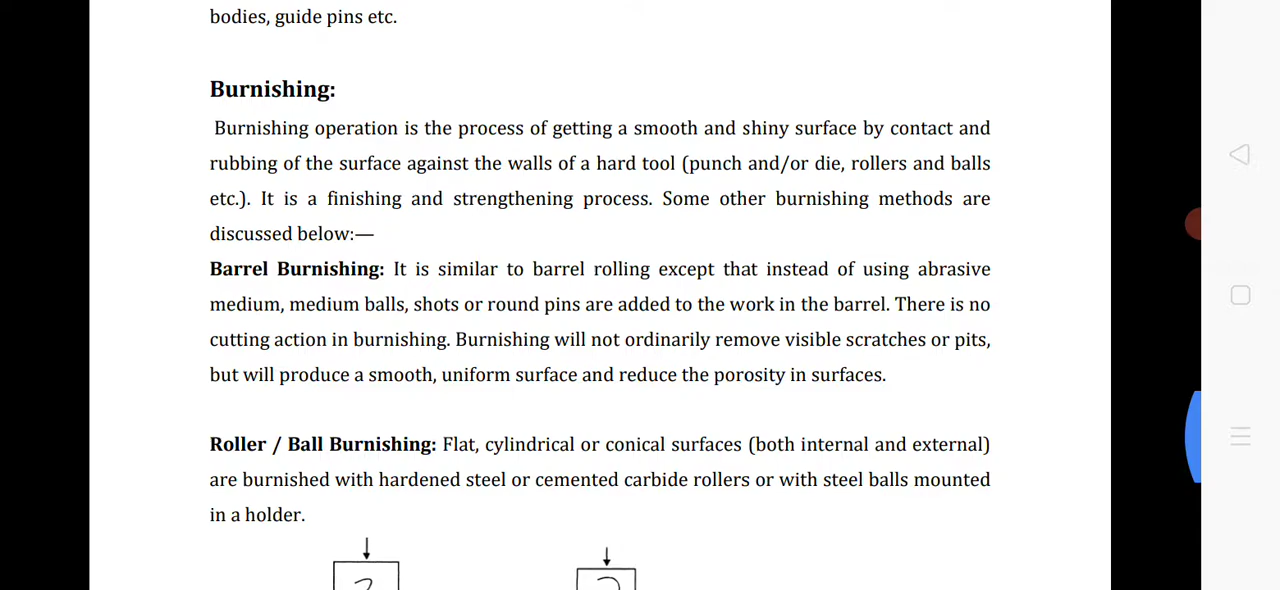 bodies, guide pins etc.
Burnishing:
Burnishing operation is the process of getting a smooth and shiny surface by contact and
rubbing of the surface against the walls of a hard tool (punch and/or die, rollers and balls
etc.). It is a finishing and strengthening process. Some other burnishing methods are
discussed below:—
Barrel Burnishing: It is similar to barrel rolling except that instead of using abrasive
medium, medium balls, shots or round pins are added to the work in the barrel. There is no
cutting action in burnishing. Burnishing will not ordinarily remove visible scratches or pits,
but will produce a smooth, uniform surface and reduce the porosity in surfaces.
Roller / Ball Burnishing: Flat, cylindrical or conical surfaces (both internal and external)
are burnished with hardened steel or cemented carbide rollers or with steel balls mounted
in a holder.